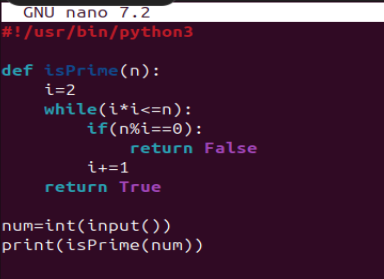 GNU nano 7.2
#!/usr/bin/python3
def isPrime(n):
    i=2
    while(i*i<=n):
        if(n%i==0):
            return False
        i+=1
    return True
num=int(input())
print(isPrime(num))